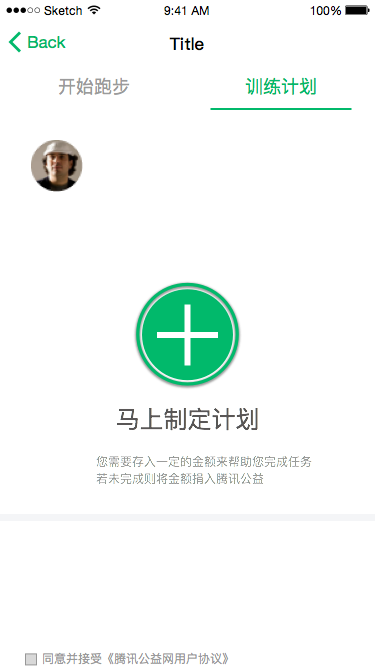 Sketch 9:41 AM 100%
Back Title
开始跑步 训练计划
马上制定计划
您需要存入一定的金额来帮助您完成任务
若未完成则将金额捐入腾讯公益
同意并接受《腾讯公益网用户协议》